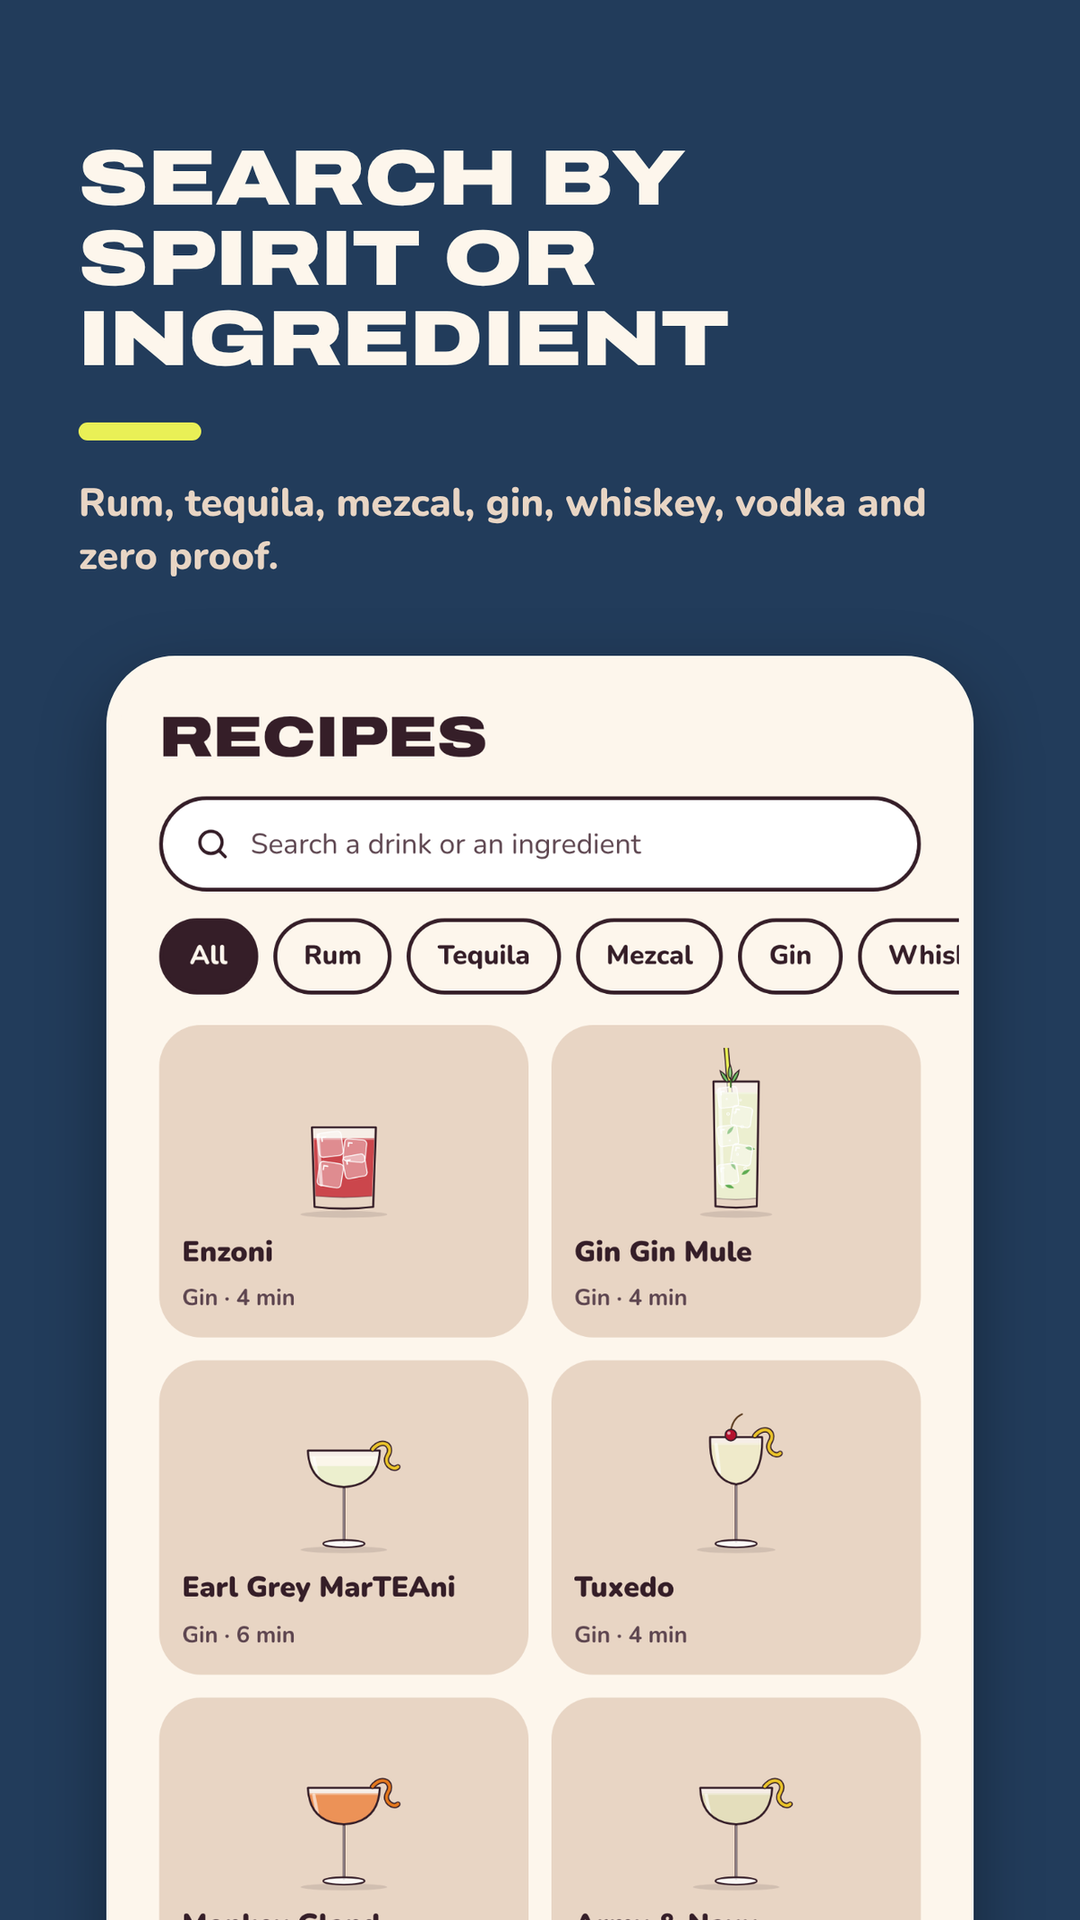 SEARCH BY
SPIRIT OR
INGREDIENT
Rum, tequila, mezcal, gin, whiskey, vodka and
zero proof.
RECIPES
Search a drink or an ingredient
All Rum Tequila Mezcal Gin
Enzoni
Gin · 4 min
Gin Gin Mule
Gin · 4 min
Earl Grey MarTEAni
Gin · 6 min
Tuxedo
Gin · 4 min